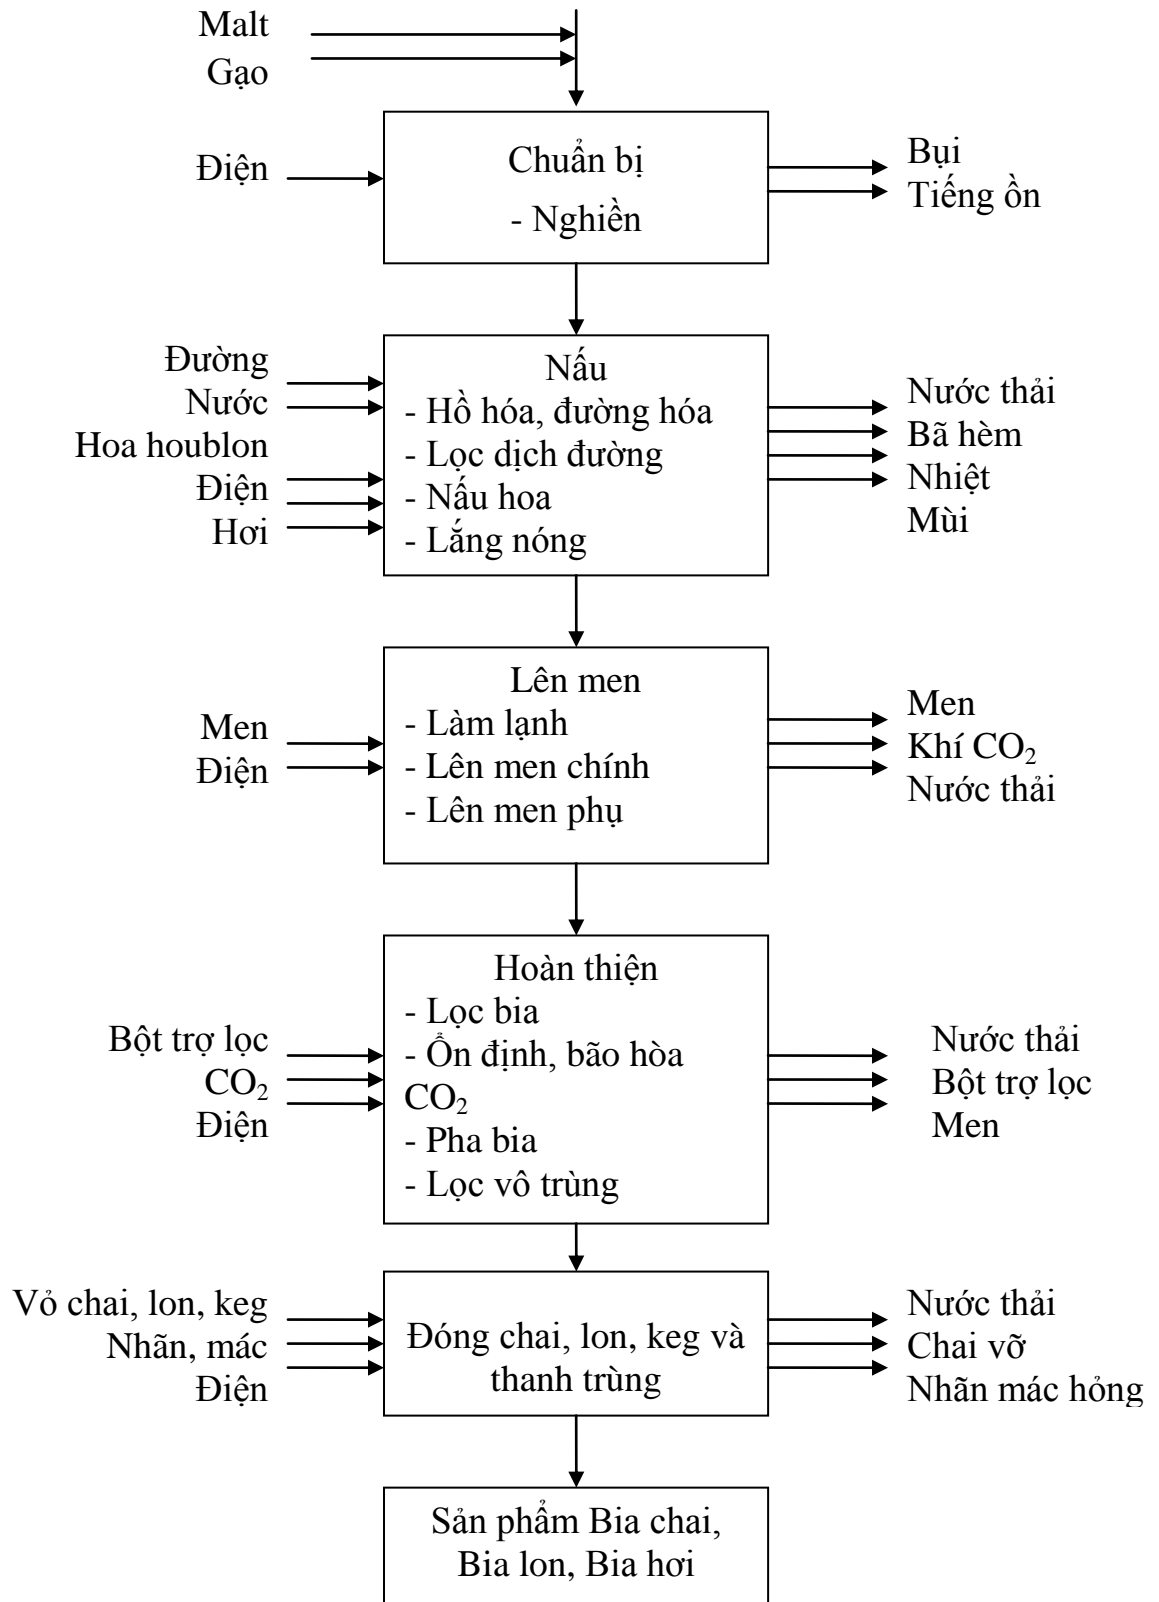 Malt
Gạo
Điện
Chuẩn bị
- Nghiền
Bụi
Tiếng ồn
Đường
Nước
Hoa houblon
Điện
Hơi
Nấu
- Hồ hóa, đường hóa
- Lọc dịch đường
- Nấu hoa
- Lắng nóng
Nước thải
Bã hèm
Nhiệt
Mùi
Men
Điện
Lên men
- Làm lạnh
- Lên men chính
- Lên men phụ
Men
Khí CO₂
Nước thải
Bột trợ lọc
CO₂
Điện
Hoàn thiện
- Lọc bia
- Ổn định, bão hòa
CO₂
- Pha bia
- Lọc vô trùng
Nước thải
Bột trợ lọc
Men
Vỏ chai, lon, keg
Nhãn, mác
Điện
Đóng chai, lon, keg và
thanh trùng
Nước thải
Chai vỡ
Nhãn mác hỏng
Sản phẩm Bia chai,
Bia lon, Bia hơi